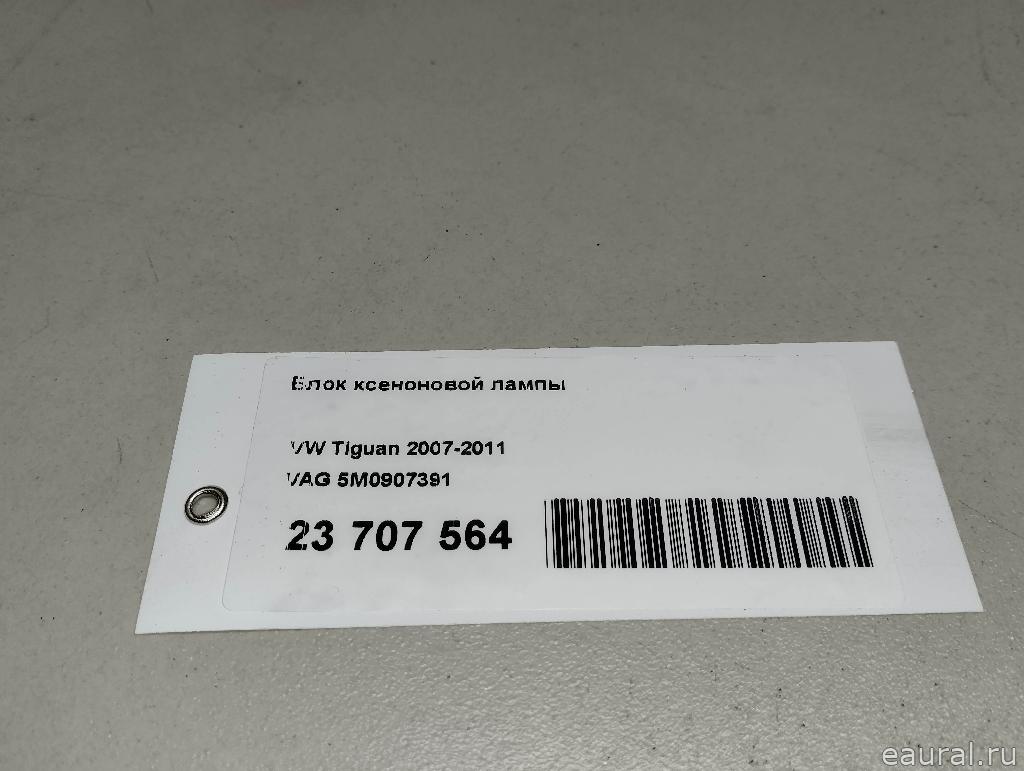 Блок ксеноновой лампы
VW Tiguan 2007-2011
VAG 5M0907391
23 707 564
eaural.ru